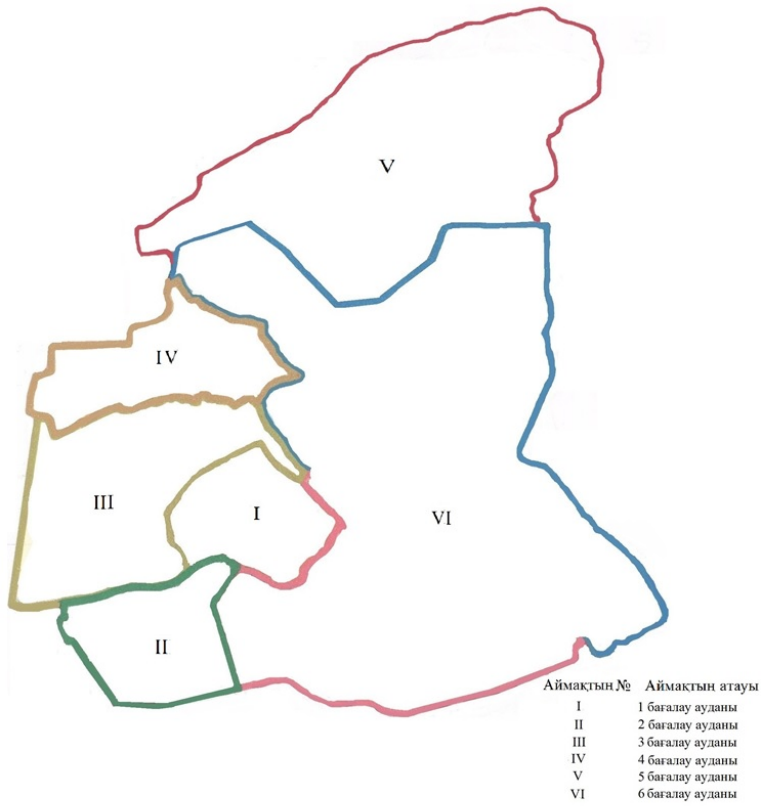 V
IV
III
I
VI
II
Аймақтың № Аймақтың атауы
I 1 бағалау ауданы
II 2 бағалау ауданы
III 3 бағалау ауданы
IV 4 бағалау ауданы
V 5 бағалау ауданы
VI 6 бағалау ауданы